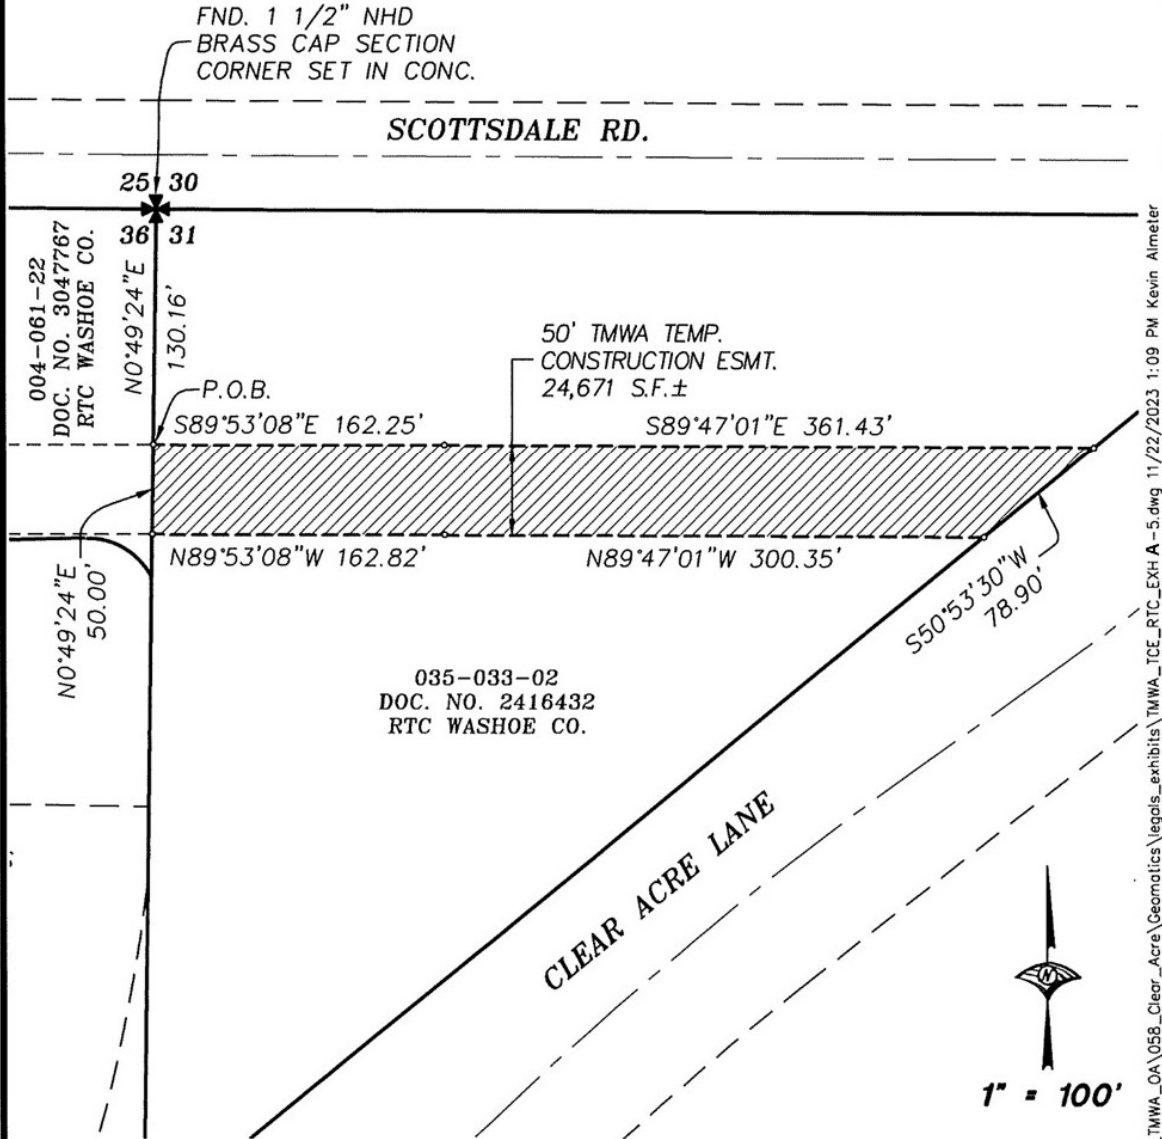 FND. 1 1/2" NHD
BRASS CAP SECTION
CORNER SET IN CONC.
SCOTTSDALE RD.
25 30
36 31
004-061-22
DOC. NO. 3047767
RTC WASHOE CO.
N0°49'24"E
130.16'
50' TMWA TEMP.
CONSTRUCTION ESMT.
24,671 S.F.±
P.O.B.
S89°53'08"E 162.25'
S89°47'01"E 361.43'
N89°53'08"W 162.82'
N89°47'01"W 300.35'
N0°49'24"E
50.00'
S50°53'30"W
78.90'
035-033-02
DOC. NO. 2416432
RTC WASHOE CO.
CLEAR ACRE LANE
N
1" = 100'
TMWA_OA\058_Clear_Acre\Geomatics\legals_exhibits\TMWA_TCE_RTC_EXH A-5.dwg 11/22/2023 1:09 PM Kevin Almeter